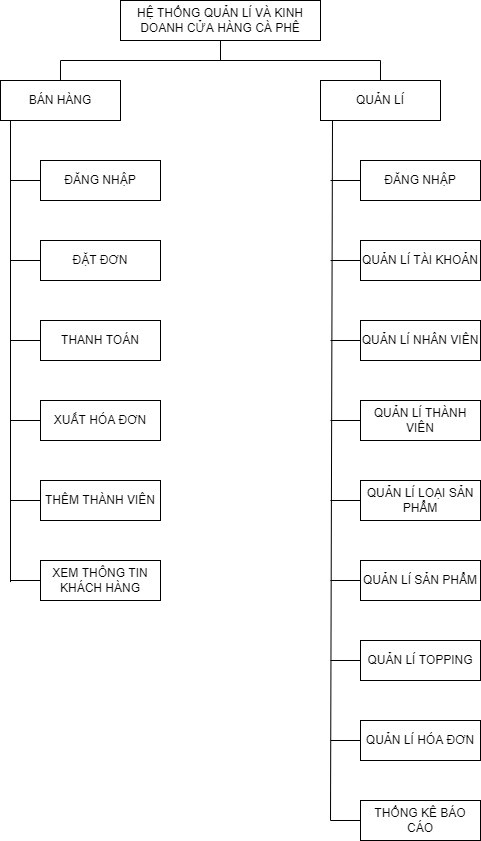 HỆ THỐNG QUẢN LÍ VÀ KINH
DOANH CỬA HÀNG CÀ PHÊ
BÁN HÀNG
ĐĂNG NHẬP
ĐẶT ĐƠN
THANH TOÁN
XUẤT HÓA ĐƠN
THÊM THÀNH VIÊN
XEM THÔNG TIN
KHÁCH HÀNG
QUẢN LÍ
ĐĂNG NHẬP
QUẢN LÍ TÀI KHOẢN
QUẢN LÍ NHÂN VIÊN
QUẢN LÍ THÀNH
VIÊN
QUẢN LÍ LOẠI SẢN
PHẨM
QUẢN LÍ SẢN PHẨM
QUẢN LÍ TOPPING
QUẢN LÍ HÓA ĐƠN
THỐNG KÊ BÁO
CÁO